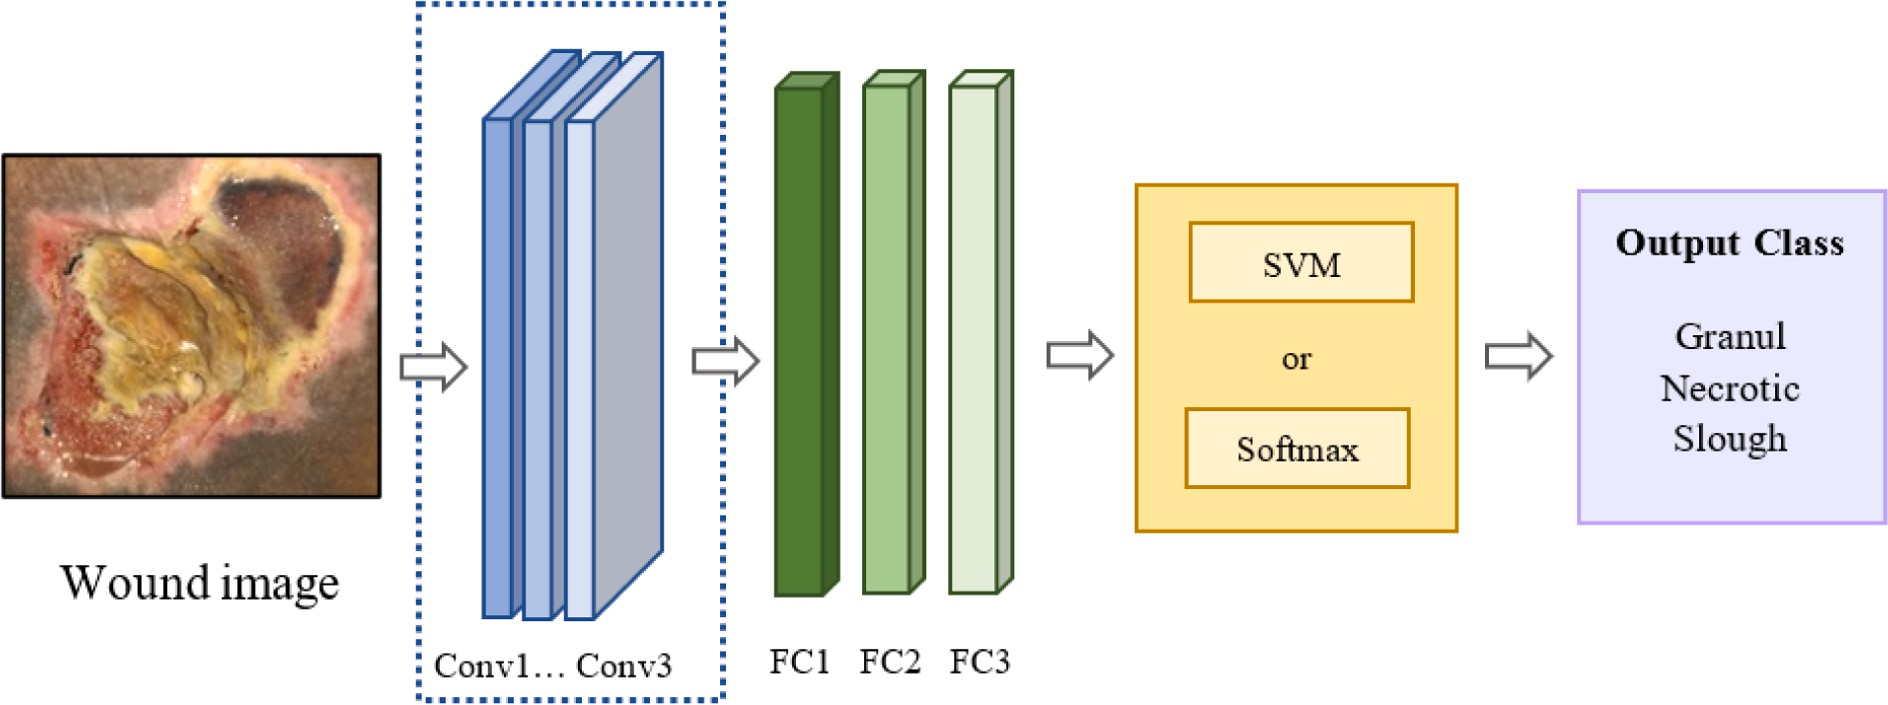 Wound image
Conv1... Conv3
FC1 FC2 FC3
SVM
or
Softmax
Output Class
Granul
Necrotic
Slough